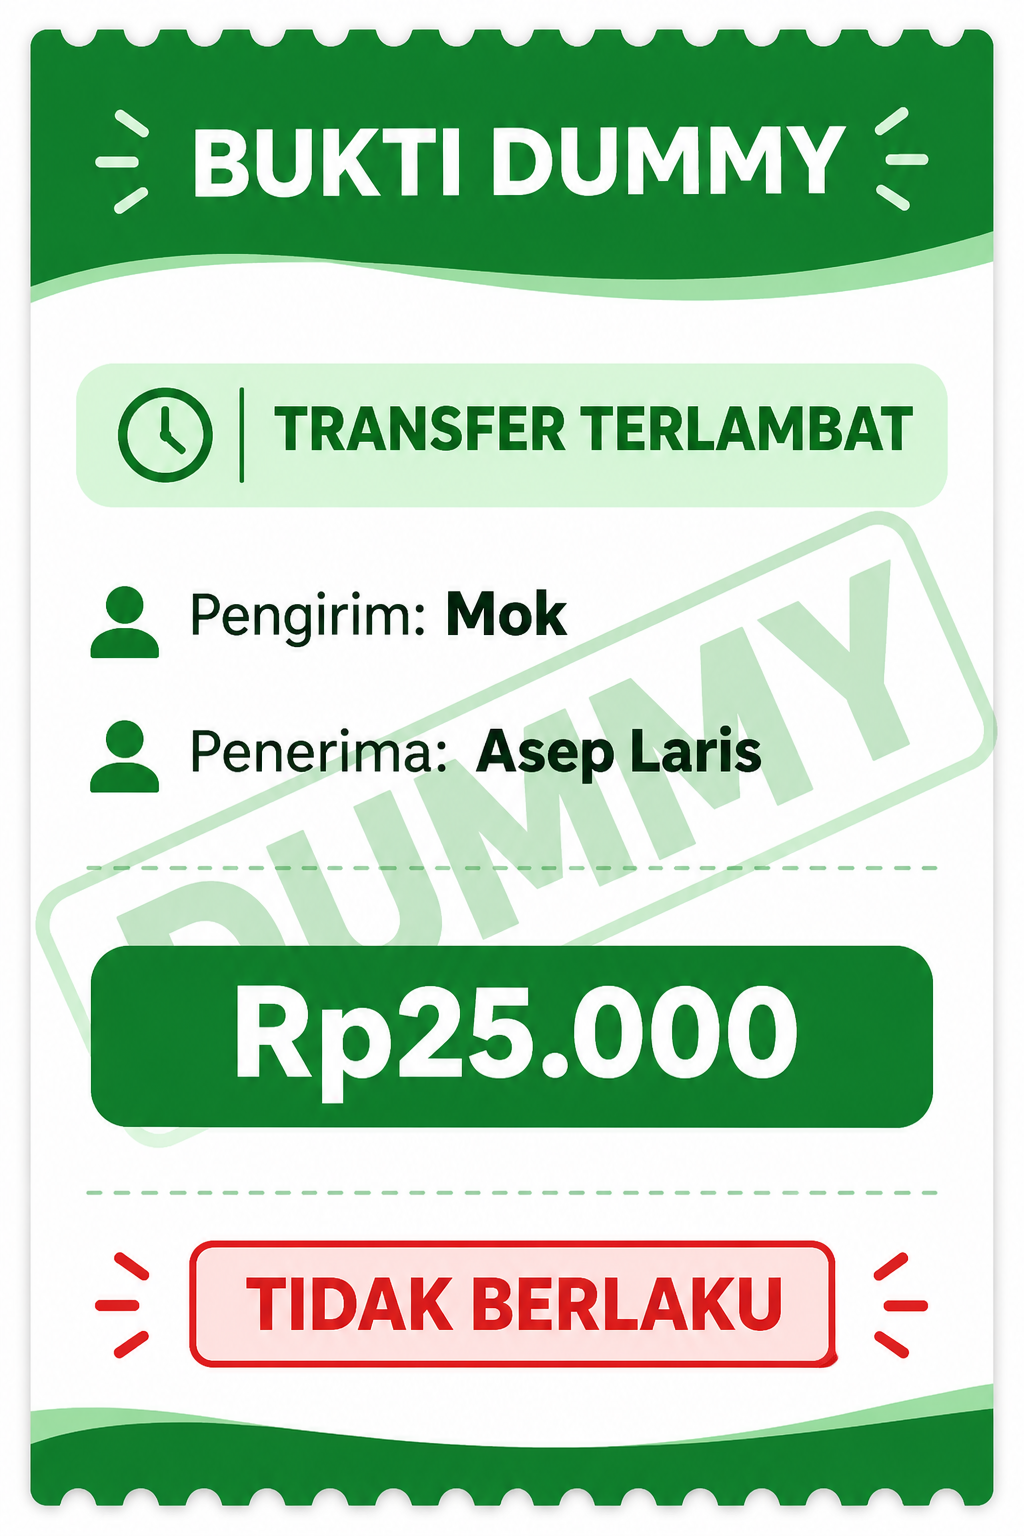 BUKTI DUMMY
TRANSFER TERLAMBAT
Pengirim: Mok
Penerima: Asep Laris
DUMMY
Rp25.000
TIDAK BERLAKU